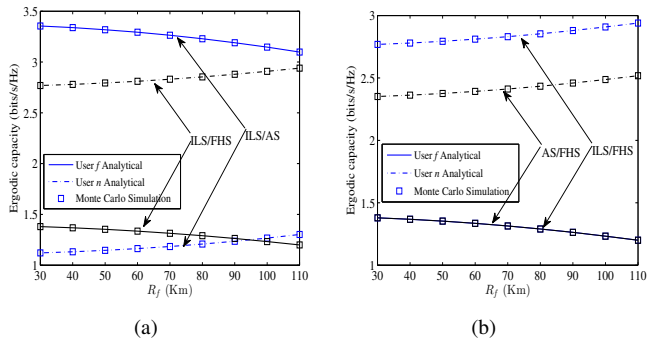 3.5
3
2.5
2
1.5
1
Ergodic capacity (bits/s/Hz)
ILS/FHS
ILS/AS
User f Analytical
User n Analytical
Monte Carlo Simulation
30 40 50 60 70 80 90 100 110
R_f (Km)
(a)
3
2.5
2
1.5
1
Ergodic capacity (bits/s/Hz)
AS/FHS
ILS/FHS
User f Analytical
User n Analytical
Monte Carlo Simulation
30 40 50 60 70 80 90 100 110
R_f (Km)
(b)